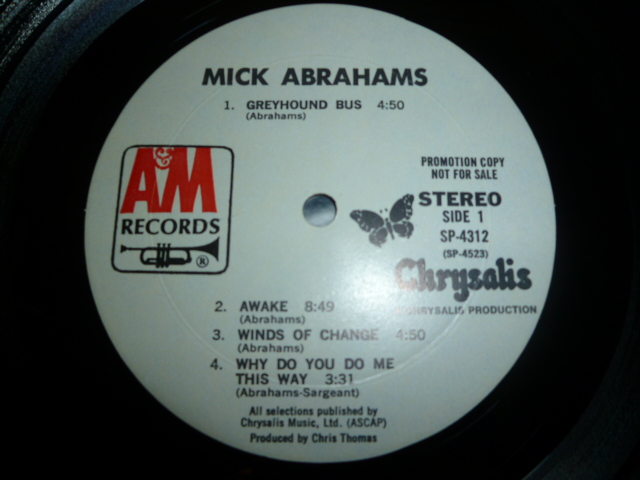 MICK ABRAHAMS
1. GREYHOUND BUS 4:50
(Abrahams)
A&M
RECORDS
®
PROMOTION COPY
NOT FOR SALE
STEREO
SIDE 1
SP-4312
(SP-4523)
Chrysalis
CHRYSALIS PRODUCTION
2. AWAKE 8:49
(Abrahams)
3. WINDS OF CHANGE 4:50
(Abrahams)
4. WHY DO YOU DO ME
THIS WAY 3:31
(Abrahams-Sargeant)
All selections published by
Chrysalis Music, Ltd. (ASCAP)
Produced by Chris Thomas